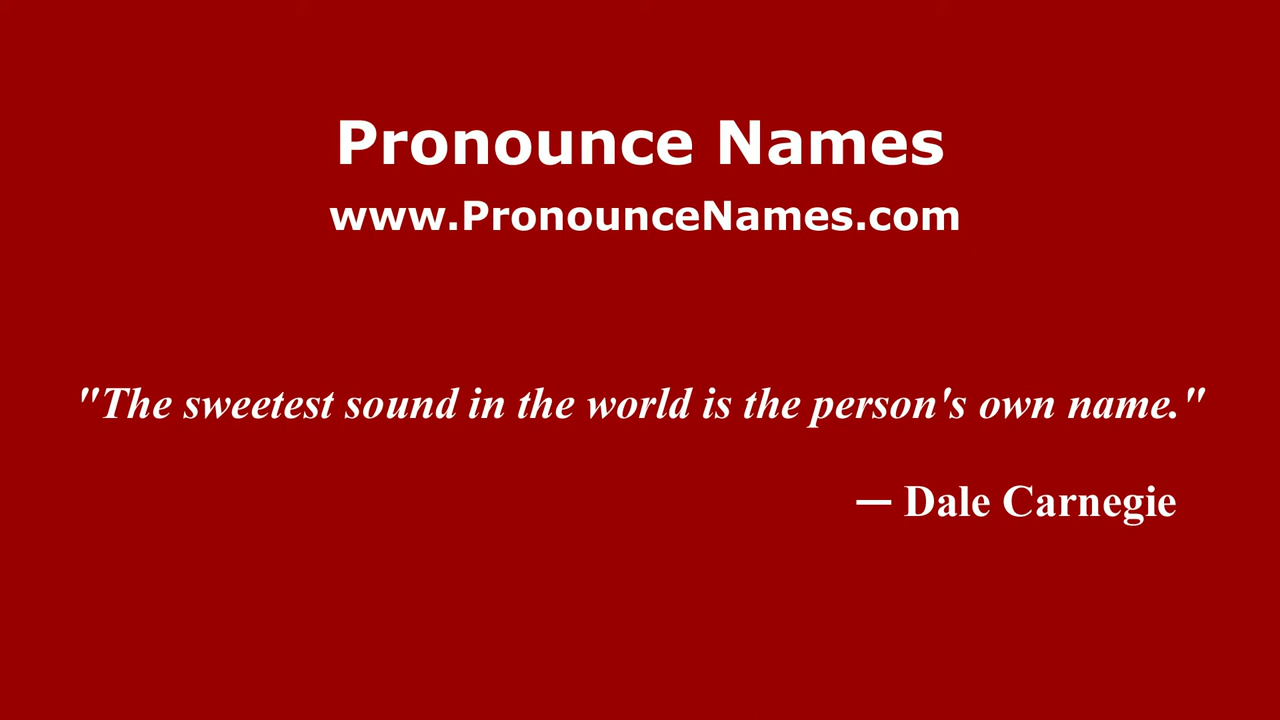 Pronounce Names
www.PronounceNames.com
"The sweetest sound in the world is the person's own name."
— Dale Carnegie